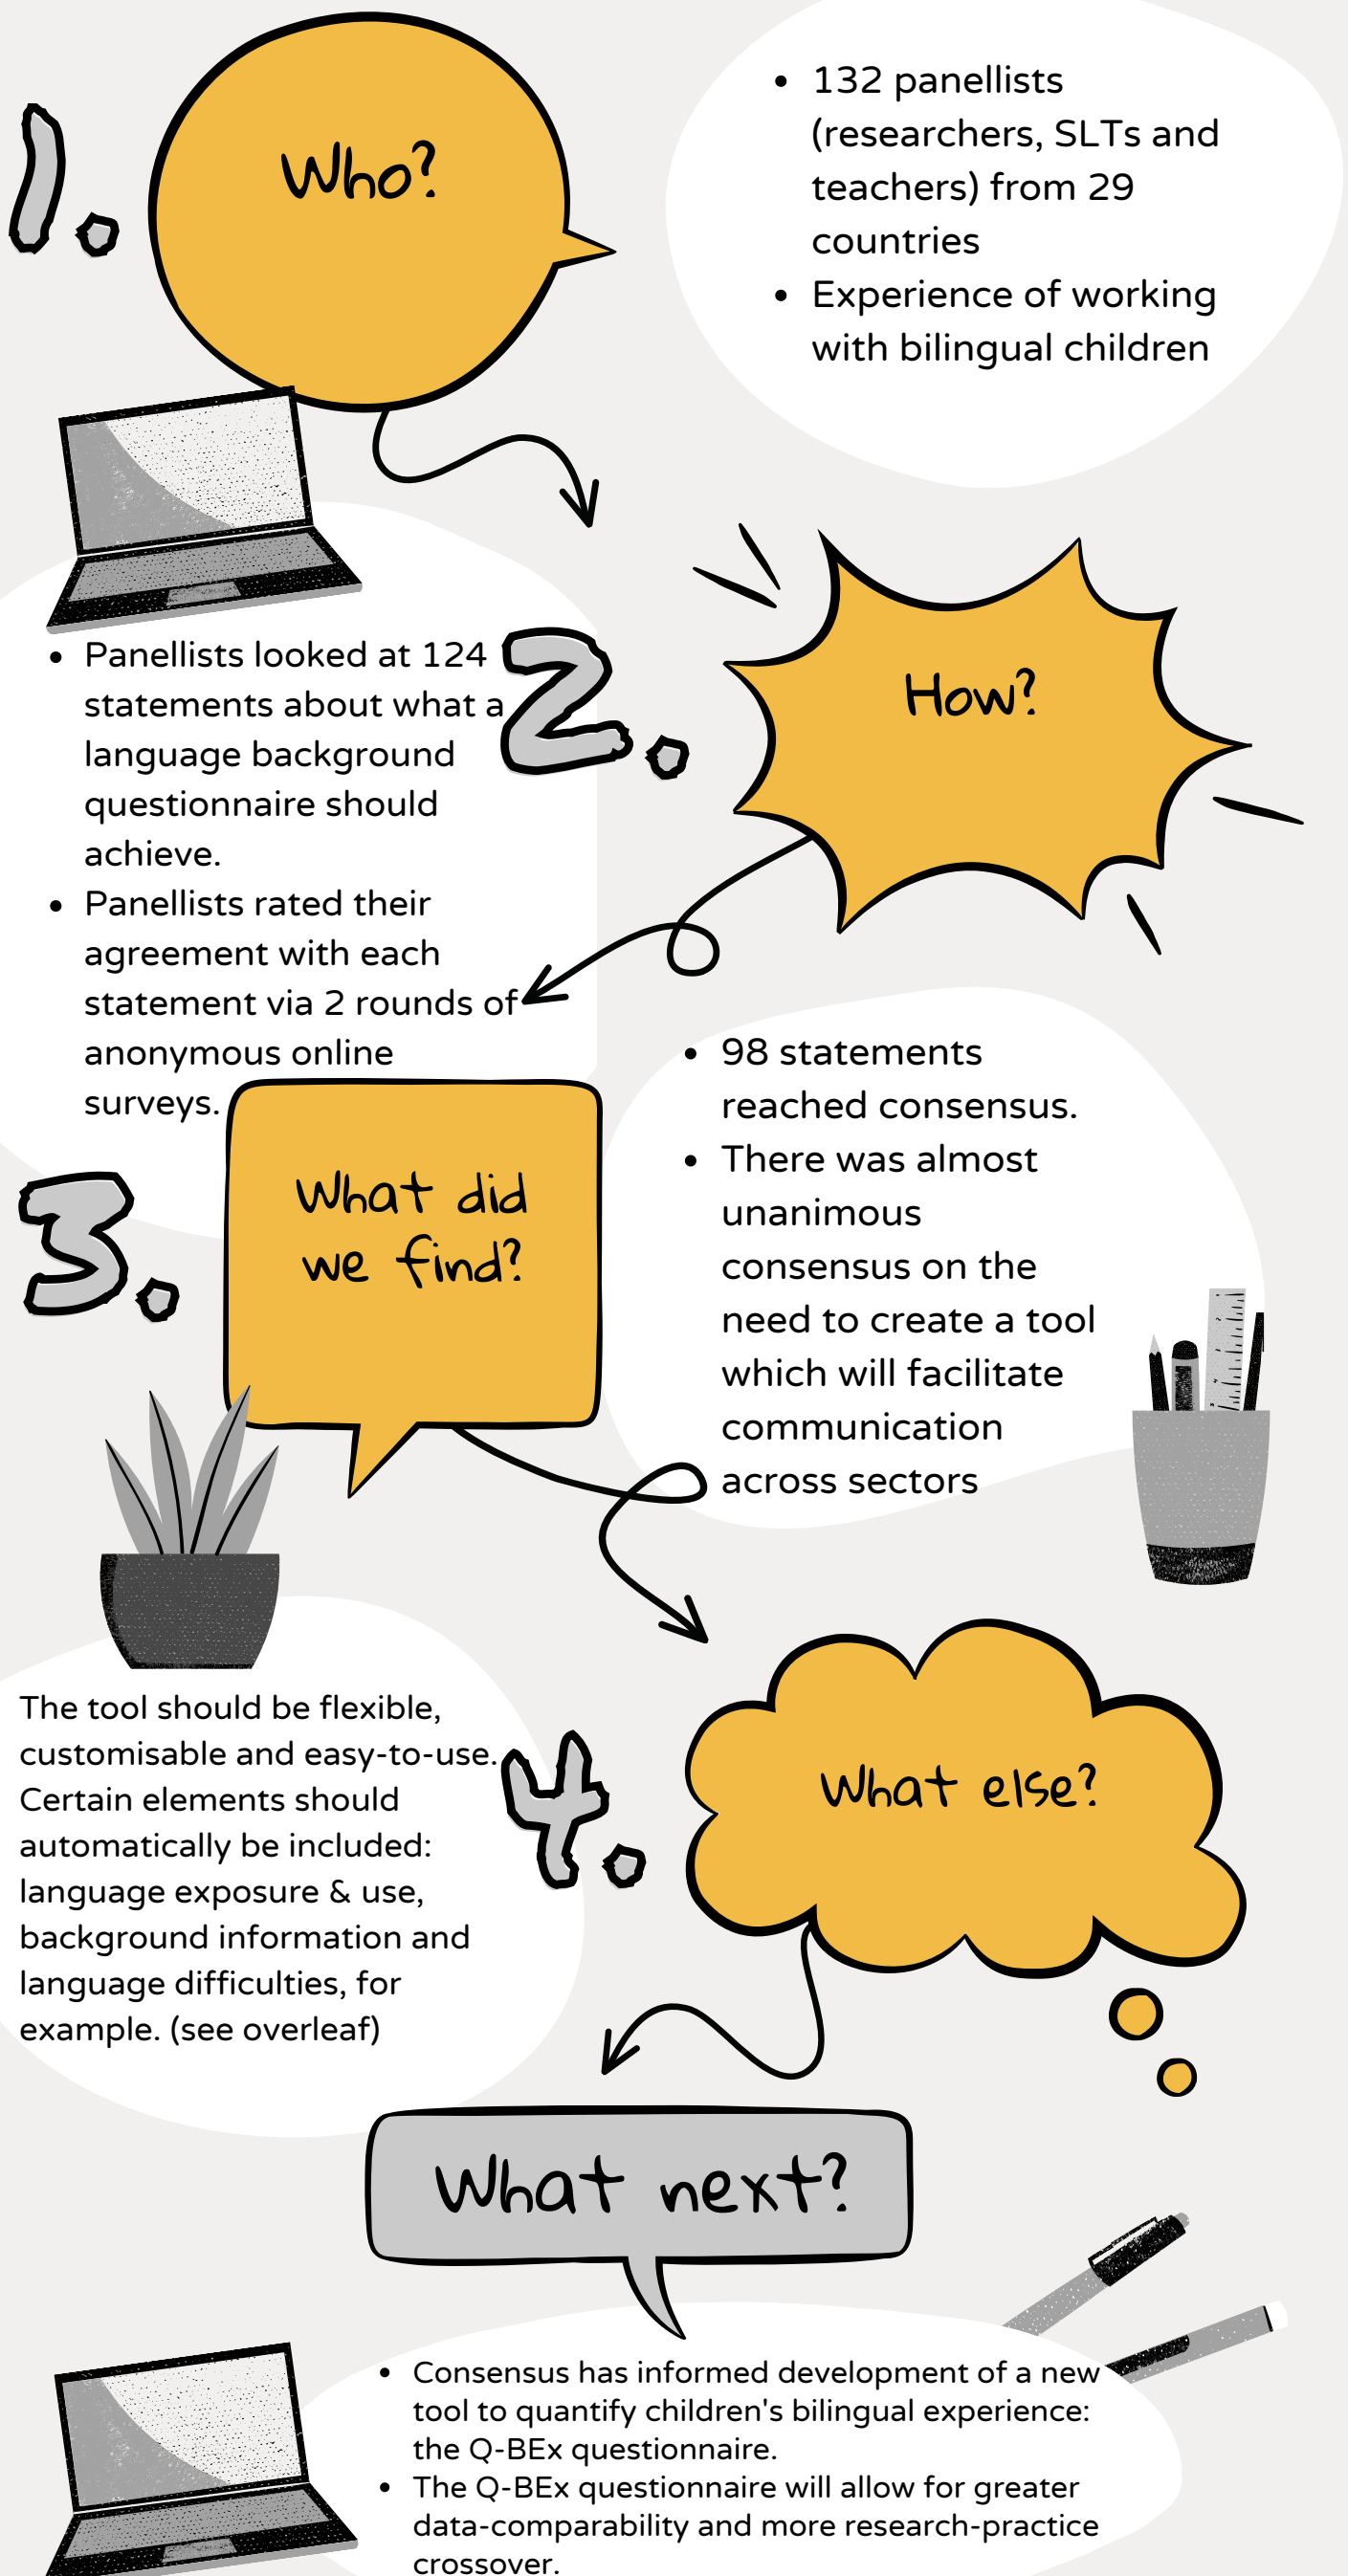 1.
Who?
• 132 panellists
(researchers, SLTs and
teachers) from 29
countries
• Experience of working
with bilingual children
2.
How?
• Panellists looked at 124
statements about what a
language background
questionnaire should
achieve.
• Panellists rated their
agreement with each
statement via 2 rounds of
anonymous online
surveys.
3.
What did
we find?
• 98 statements
reached consensus.
• There was almost
unanimous
consensus on the
need to create a tool
which will facilitate
communication
across sectors
4.
What else?
The tool should be flexible,
customisable and easy-to-use.
Certain elements should
automatically be included:
language exposure & use,
background information and
language difficulties, for
example. (see overleaf)
What next?
• Consensus has informed development of a new
tool to quantify children's bilingual experience:
the Q-BEx questionnaire.
• The Q-BEx questionnaire will allow for greater
data-comparability and more research-practice
crossover.